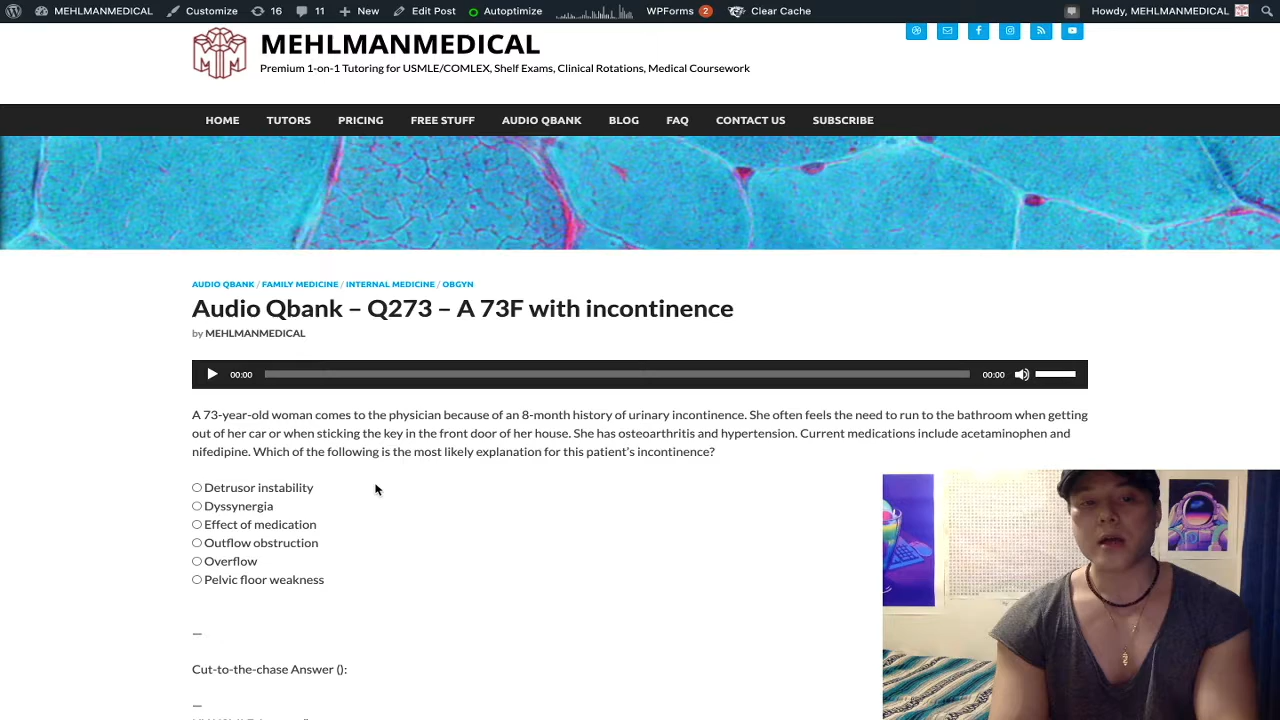 MEHLMANMEDICAL Customize 16 11 New Edit Post Autoptimize WPForms 2 Clear Cache Howdy, MEHLMANMEDICAL
MEHLMANMEDICAL
Premium 1-on-1 Tutoring for USMLE/COMLEX, Shelf Exams, Clinical Rotations, Medical Coursework
HOME TUTORS PRICING FREE STUFF AUDIO QBANK BLOG FAQ CONTACT US SUBSCRIBE
AUDIO QBANK / FAMILY MEDICINE / INTERNAL MEDICINE / OBGYN
Audio Qbank – Q273 – A 73F with incontinence
by MEHLMANMEDICAL
00:00 00:00
A 73-year-old woman comes to the physician because of an 8-month history of urinary incontinence. She often feels the need to run to the bathroom when getting
out of her car or when sticking the key in the front door of her house. She has osteoarthritis and hypertension. Current medications include acetaminophen and
nifedipine. Which of the following is the most likely explanation for this patient's incontinence?
Detrusor instability
Dyssynergia
Effect of medication
Outflow obstruction
Overflow
Pelvic floor weakness
—
Cut-to-the-chase Answer ():
—